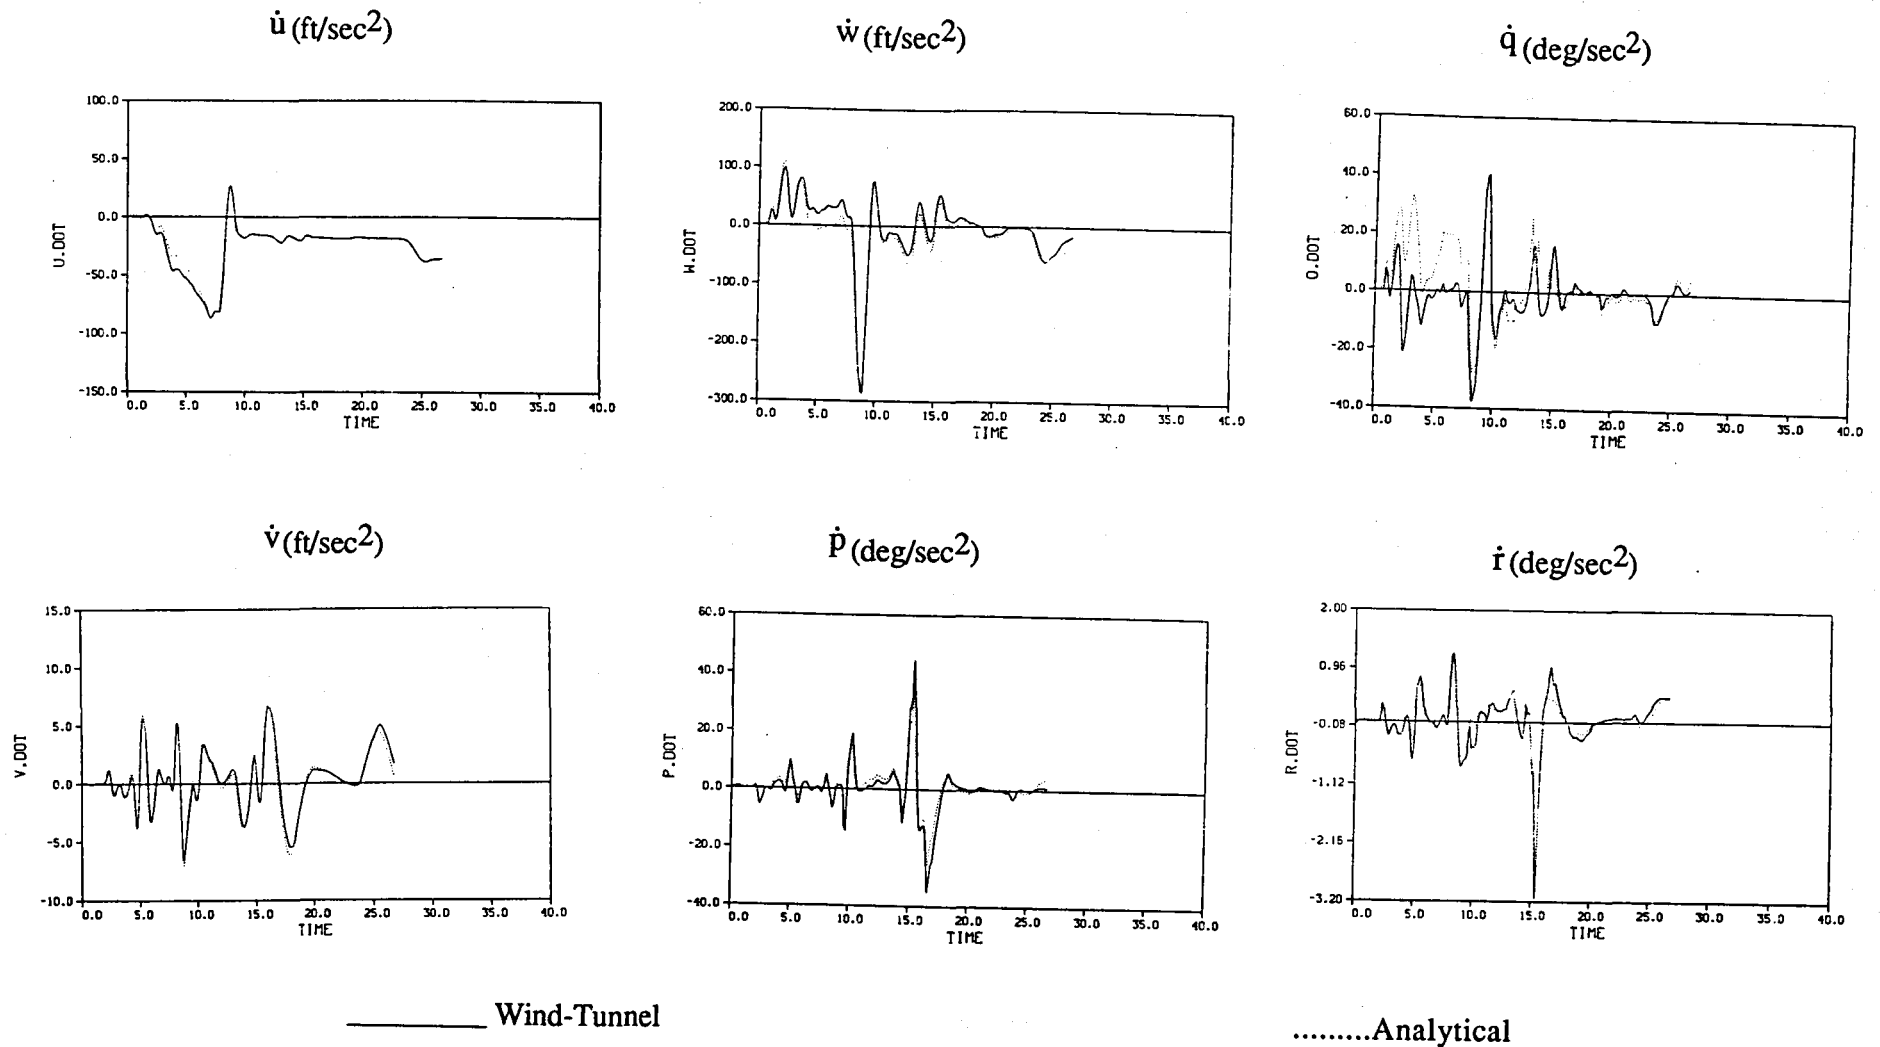 u̇ (ft/sec2)
ẇ (ft/sec2)
q̇ (deg/sec2)
100.0
50.0
0.0
-50.0
-100.0
-150.0
U.DOT
0.0 5.0 10.0 15.0 20.0 25.0 30.0 35.0 40.0
TIME
200.0
100.0
0.0
-100.0
-200.0
-300.0
W.DOT
0.0 5.0 10.0 15.0 20.0 25.0 30.0 35.0 40.0
TIME
60.0
40.0
20.0
0.0
-20.0
-40.0
Q.DOT
0.0 5.0 10.0 15.0 20.0 25.0 30.0 35.0 40.0
TIME
v̇ (ft/sec2)
ṗ (deg/sec2)
ṙ (deg/sec2)
15.0
10.0
5.0
0.0
-5.0
-10.0
V.DOT
0.0 5.0 10.0 15.0 20.0 25.0 30.0 35.0 40.0
TIME
60.0
40.0
20.0
0.0
-20.0
-40.0
P.DOT
0.0 5.0 10.0 15.0 20.0 25.0 30.0 35.0 40.0
TIME
2.00
0.96
-0.08
-1.12
-2.15
-3.20
R.DOT
0.0 5.0 10.0 15.0 20.0 25.0 30.0 35.0 40.0
TIME
Wind-Tunnel
.........Analytical